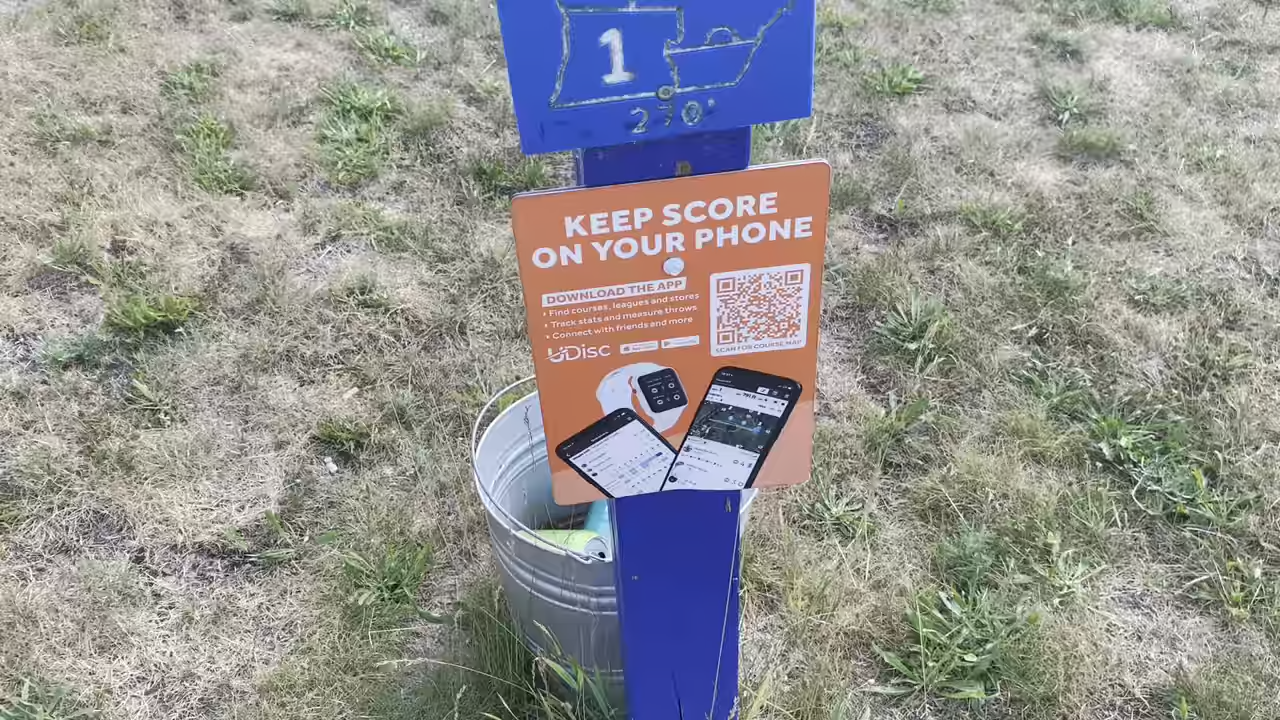 1
270'
KEEP SCORE
ON YOUR PHONE
DOWNLOAD THE APP
• Find courses, leagues and stores
• Track stats and measure throws
• Connect with friends and more
UDisc
SCAN FOR COURSE MAP